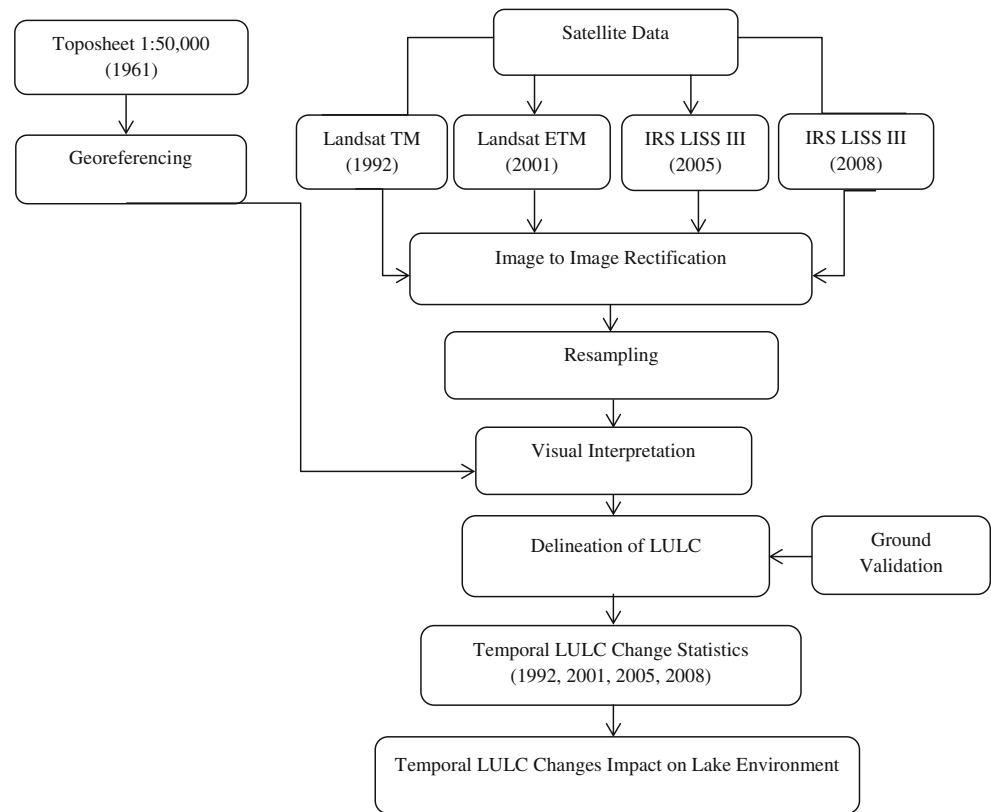 Toposheet 1:50,000
(1961)
Satellite Data
Georeferencing
Landsat TM
(1992)
Landsat ETM
(2001)
IRS LISS III
(2005)
IRS LISS III
(2008)
Image to Image Rectification
Resampling
Visual Interpretation
Delineation of LULC
Ground
Validation
Temporal LULC Change Statistics
(1992, 2001, 2005, 2008)
Temporal LULC Changes Impact on Lake Environment